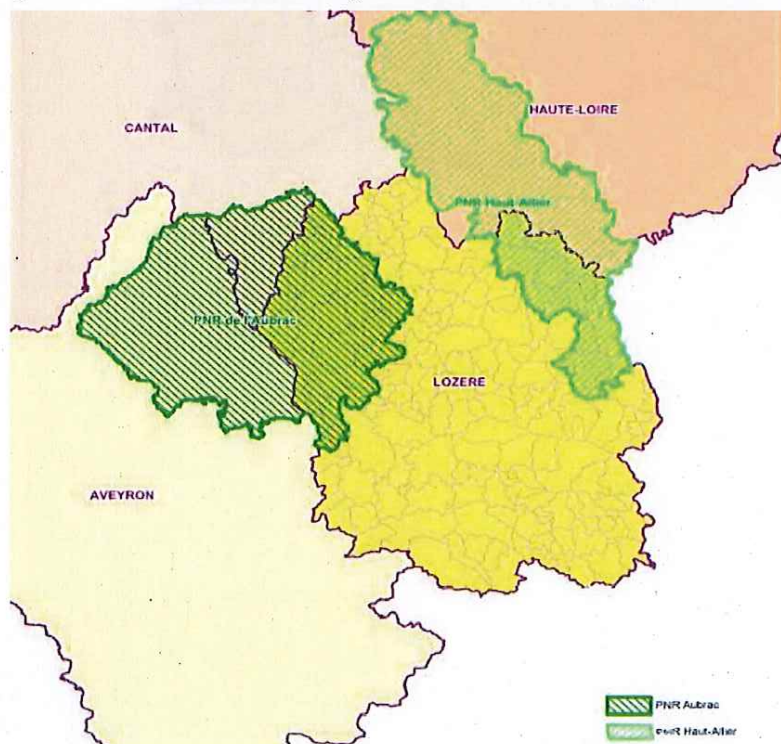 CANTAL
HAUTE-LOIRE
PNR Haut-Allier
PNR de l'Aubrac
LOZERE
AVEYRON
PNR Aubrac
PNR Haut-Allier